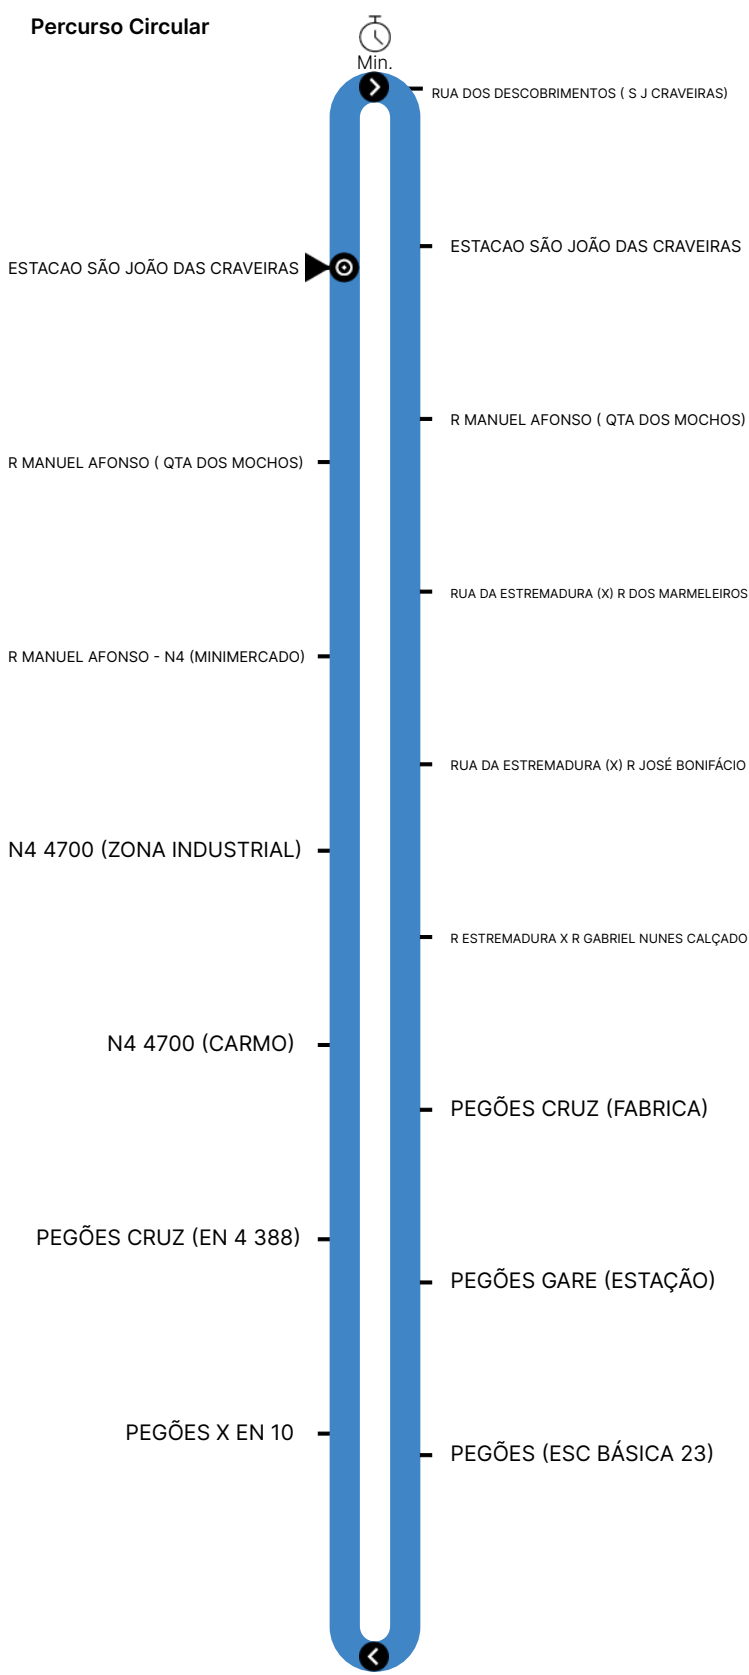 Percurso Circular
Min.
RUA DOS DESCOBRIMENTOS ( S J CRAVEIRAS)
ESTACAO SÃO JOÃO DAS CRAVEIRAS
ESTACAO SÃO JOÃO DAS CRAVEIRAS
R MANUEL AFONSO ( QTA DOS MOCHOS)
R MANUEL AFONSO ( QTA DOS MOCHOS)
RUA DA ESTREMADURA (X) R DOS MARMELEIROS
R MANUEL AFONSO - N4 (MINIMERCADO)
RUA DA ESTREMADURA (X) R JOSÉ BONIFÁCIO
N4 4700 (ZONA INDUSTRIAL)
R ESTREMADURA X R GABRIEL NUNES CALÇADO
N4 4700 (CARMO)
PEGÕES CRUZ (FABRICA)
PEGÕES CRUZ (EN 4 388)
PEGÕES GARE (ESTAÇÃO)
PEGÕES X EN 10
PEGÕES (ESC BÁSICA 23)